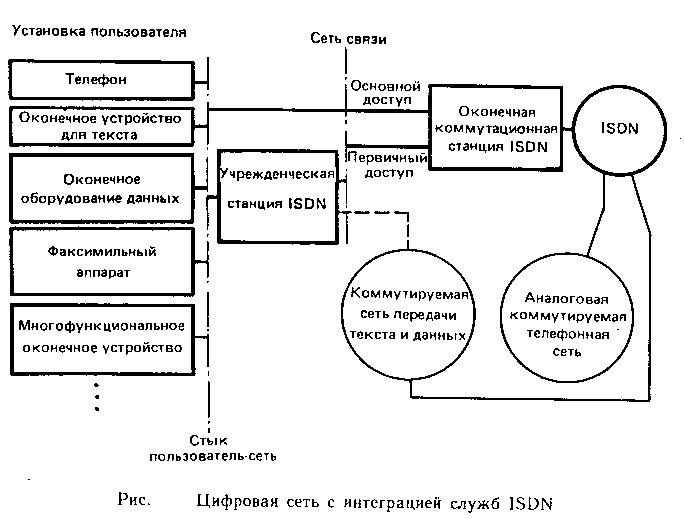 Установка пользователя
Сеть связи
Телефон
Оконечное устройство
для текста
Оконечное
оборудование данных
Факсимильный
аппарат
Многофункциональное
оконечное устройство
Учрежденческая
станция ISDN
Основной
доступ
Первичный
доступ
Оконечная
коммутационная
станция ISDN
ISDN
Коммутируемая
сеть передачи
текста и данных
Аналоговая
коммутируемая
телефонная
сеть
Стык
пользователь-сеть
Рис. Цифровая сеть с интеграцией служб ISDN